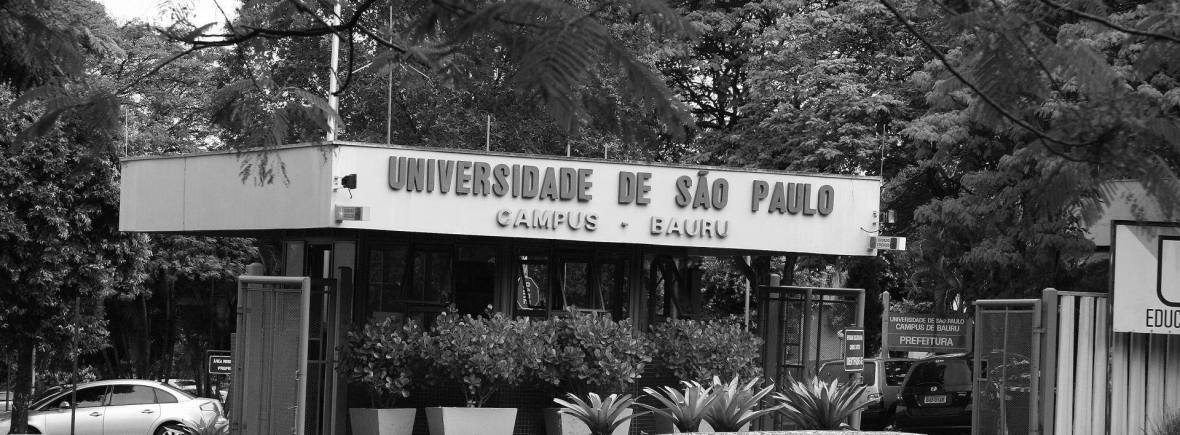 UNIVERSIDADE DE SÃO PAULO
CAMPUS - BAURU
UNIVERSIDADE DE SÃO PAULO
CAMPUS DE BAURU
PREFEITURA
EDUC